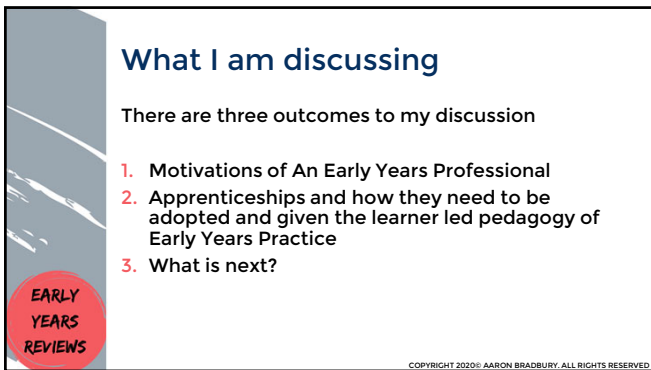 What I am discussing
There are three outcomes to my discussion
1. Motivations of An Early Years Professional
2. Apprenticeships and how they need to be
adopted and given the learner led pedagogy of
Early Years Practice
3. What is next?
EARLY
YEARS
REVIEWS
COPYRIGHT 2020© AARON BRADBURY. ALL RIGHTS RESERVED